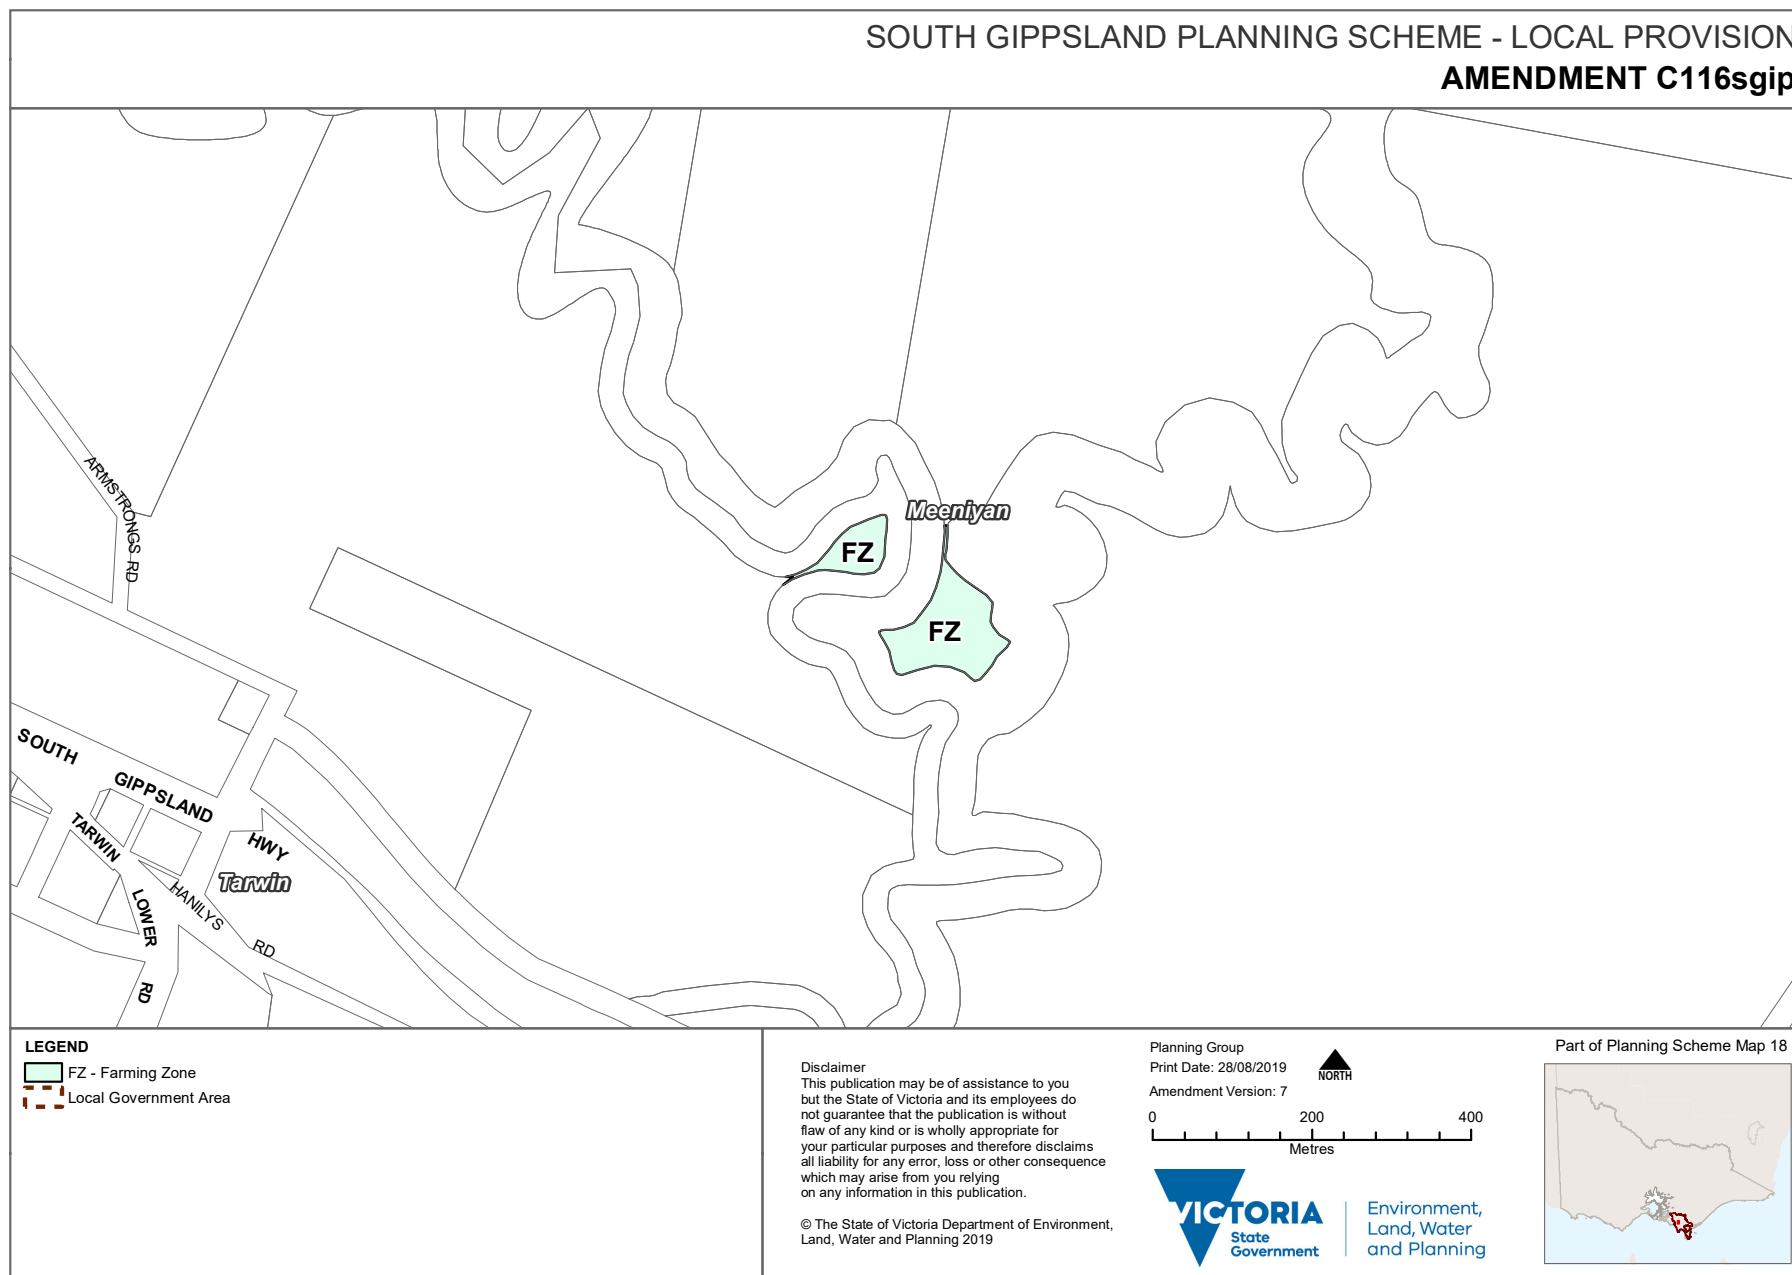 SOUTH GIPPSLAND PLANNING SCHEME - LOCAL PROVISION
AMENDMENT C116sgip
Meeniyan
FZ
FZ
ARMSTRONGS RD
SOUTH GIPPSLAND HWY
TARWIN LOWER RD
Tarwin
HANILYS RD
LEGEND
FZ - Farming Zone
Local Government Area
Disclaimer
This publication may be of assistance to you
but the State of Victoria and its employees do
not guarantee that the publication is without
flaw of any kind or is wholly appropriate for
your particular purposes and therefore disclaims
all liability for any error, loss or other consequence
which may arise from you relying
on any information in this publication.
© The State of Victoria Department of Environment,
Land, Water and Planning 2019
Planning Group
Print Date: 28/08/2019
Amendment Version: 7
NORTH
0 200 400
Metres
VICTORIA
State
Government
Environment,
Land, Water
and Planning
Part of Planning Scheme Map 18